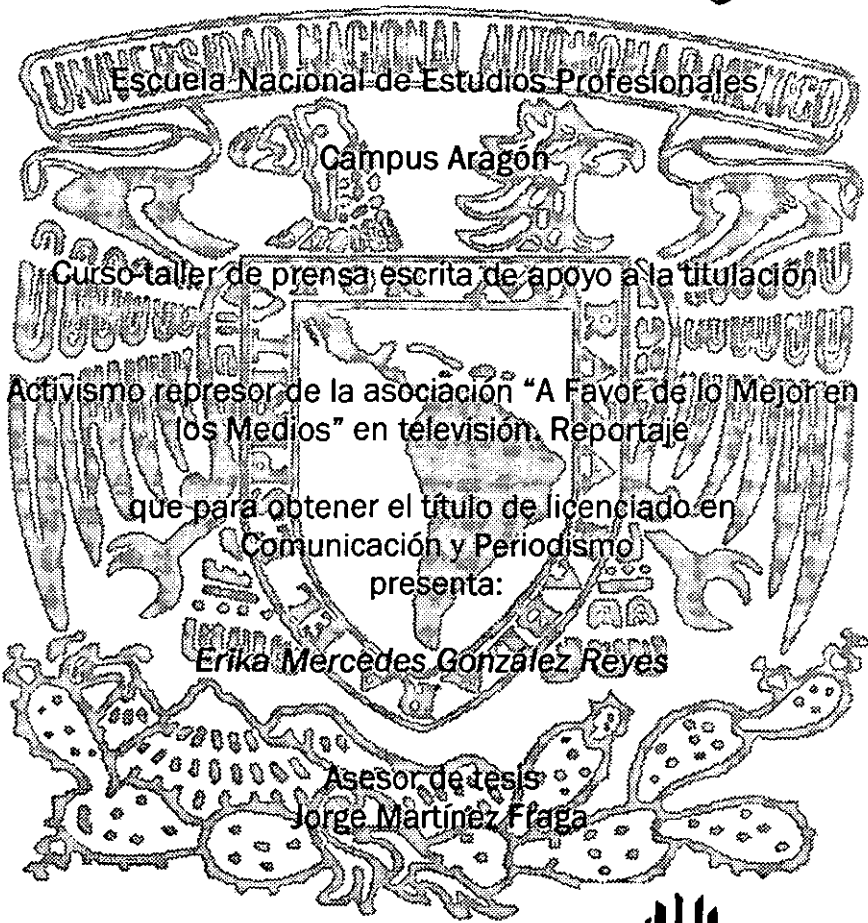 UNIVERSIDAD NACIONAL AUTONOMA DE MEXICO
Escuela Nacional de Estudios Profesionales
Campus Aragón
Curso-taller de prensa escrita de apoyo a la titulación
Activismo represor de la asociación “A Favor de lo Mejor en
los Medios” en televisión. Reportaje
que para obtener el título de licenciado en
Comunicación y Periodismo
presenta:
Erika Mercedes González Reyes
Asesor de tesis
Jorge Martínez Fraga